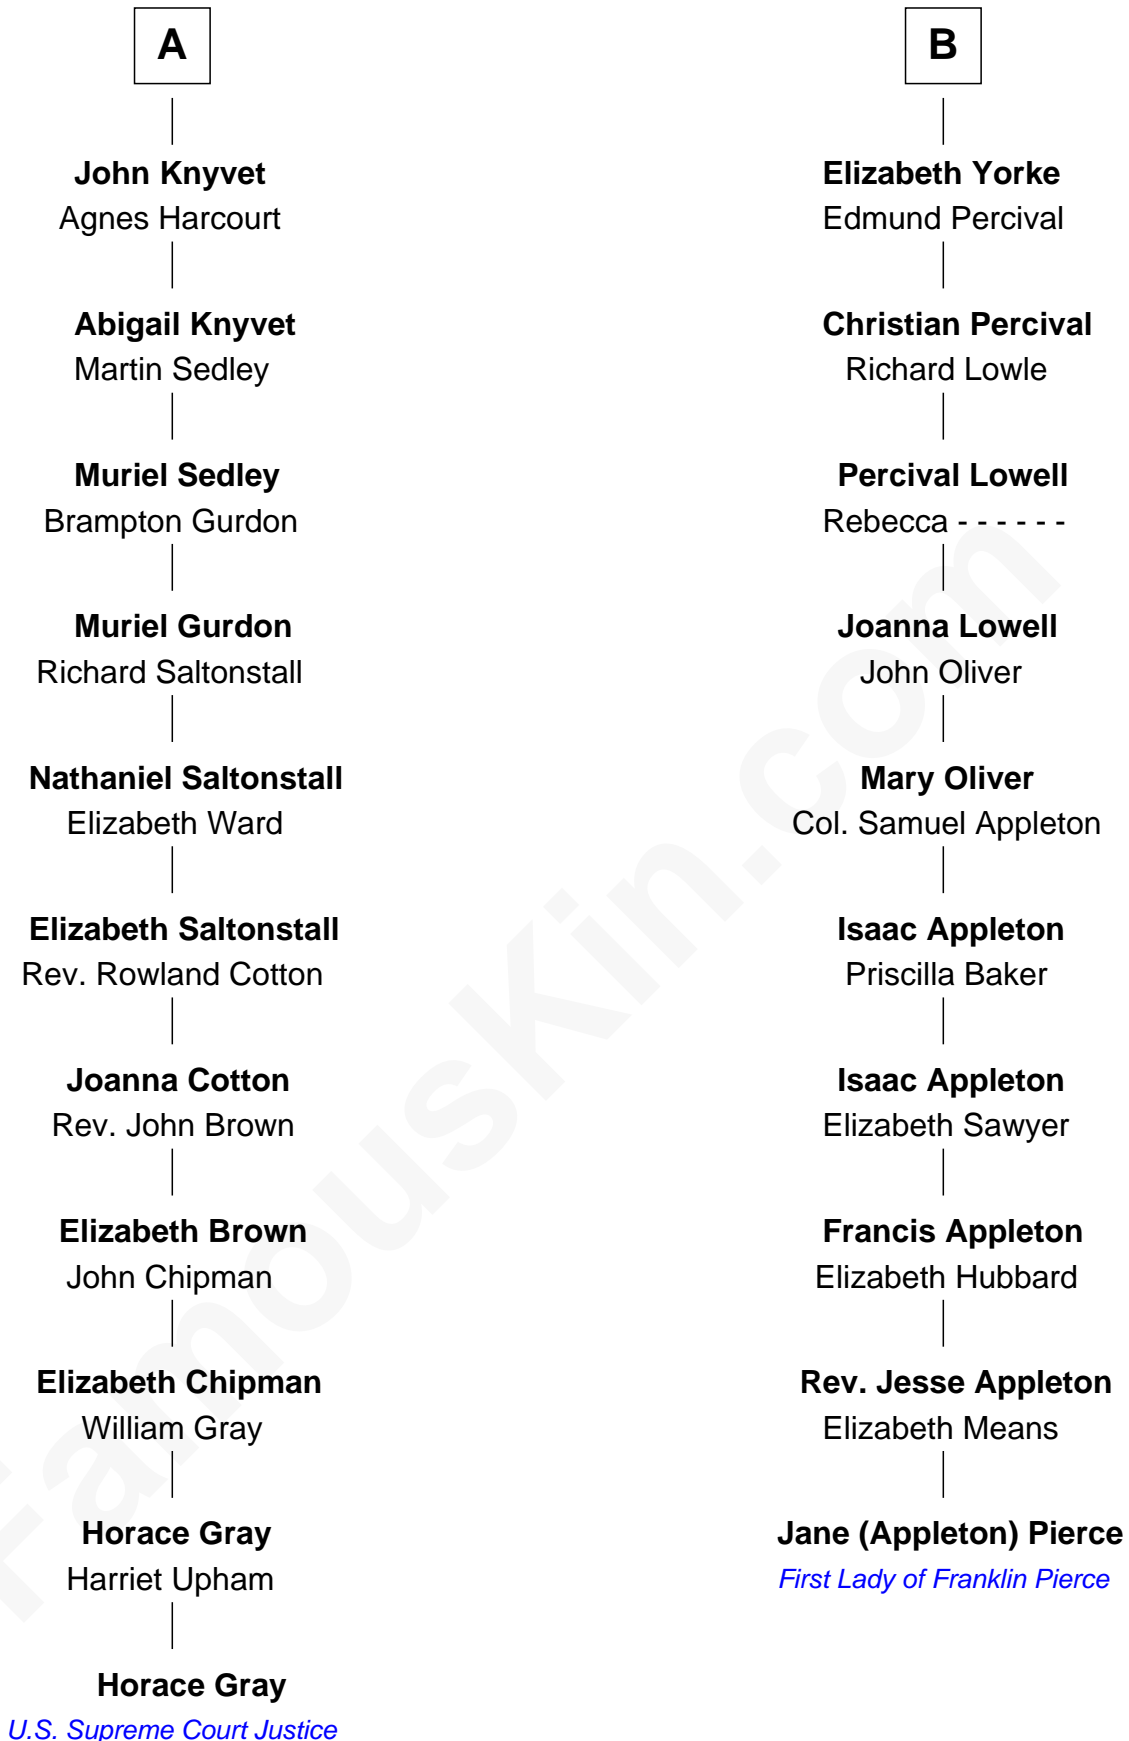 A
John Knyvet
Agnes Harcourt
Abigail Knyvet
Martin Sedley
Muriel Sedley
Brampton Gurdon
Muriel Gurdon
Richard Saltonstall
Nathaniel Saltonstall
Elizabeth Ward
Elizabeth Saltonstall
Rev. Rowland Cotton
Joanna Cotton
Rev. John Brown
Elizabeth Brown
John Chipman
Elizabeth Chipman
William Gray
Horace Gray
Harriet Upham
Horace Gray
U.S. Supreme Court Justice
B
Elizabeth Yorke
Edmund Percival
Christian Percival
Richard Lowle
Percival Lowell
Rebecca - - - - - -
Joanna Lowell
John Oliver
Mary Oliver
Col. Samuel Appleton
Isaac Appleton
Priscilla Baker
Isaac Appleton
Elizabeth Sawyer
Francis Appleton
Elizabeth Hubbard
Rev. Jesse Appleton
Elizabeth Means
Jane (Appleton) Pierce
First Lady of Franklin Pierce
FamousKin.com